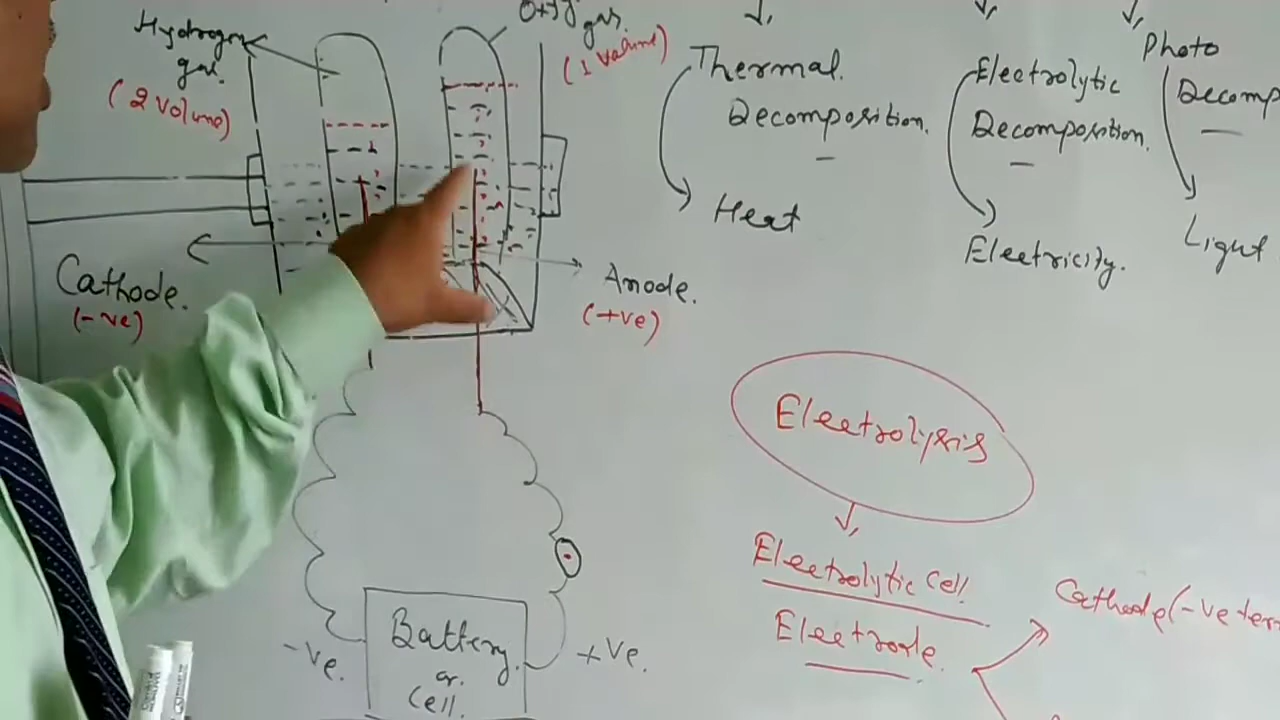 Hydrogen
gas.
(2 Volume)
gas.
(1 Volume)
Thermal
Decomposition.
Heat
Electrolytic
Decomposition.
Electricity.
Photo
Decomp
Light
Cathode.
(-ve)
Anode.
(+ve)
Electrolysis
Electrolytic Cell
Electrode.
Cathode (-ve ter
Battery
or
Cell.
-ve.
+ve.